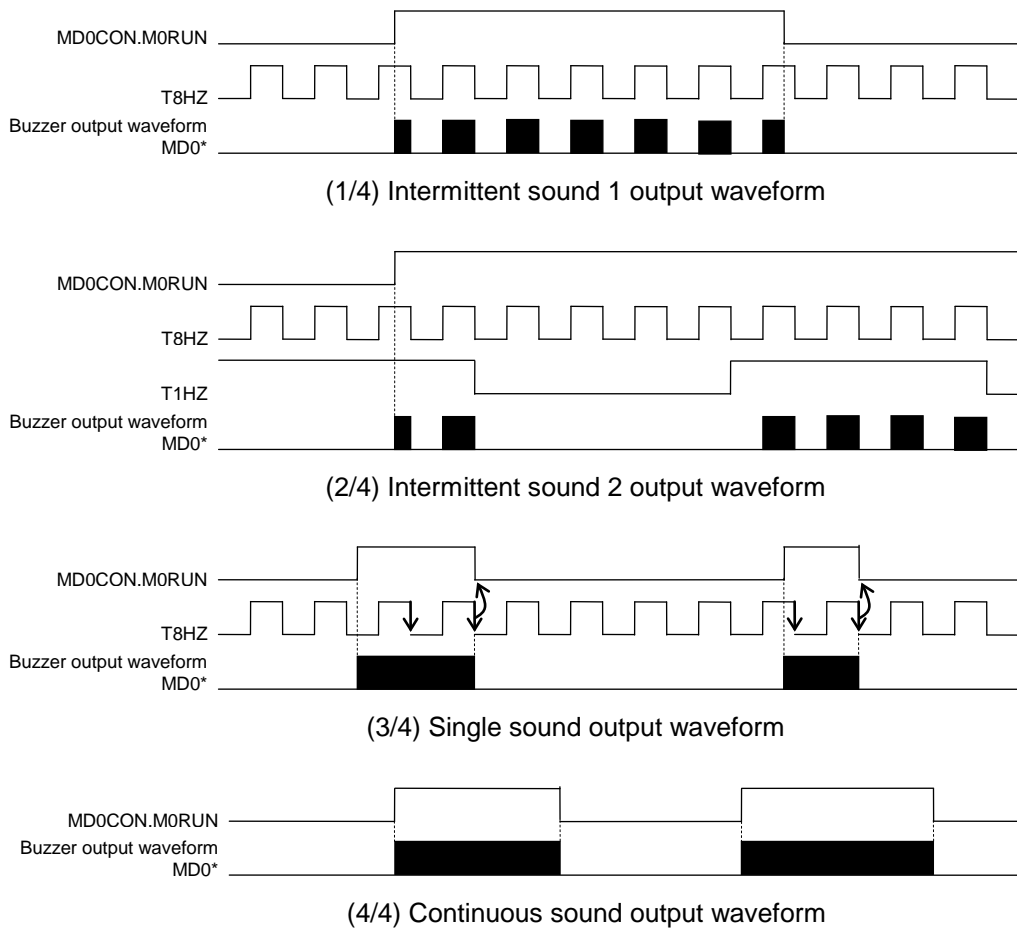 MD0CON.M0RUN
T8HZ
Buzzer output waveform
MD0*
(1/4) Intermittent sound 1 output waveform
MD0CON.M0RUN
T8HZ
T1HZ
Buzzer output waveform
MD0*
(2/4) Intermittent sound 2 output waveform
MD0CON.M0RUN
T8HZ
Buzzer output waveform
MD0*
(3/4) Single sound output waveform
MD0CON.M0RUN
Buzzer output waveform
MD0*
(4/4) Continuous sound output waveform